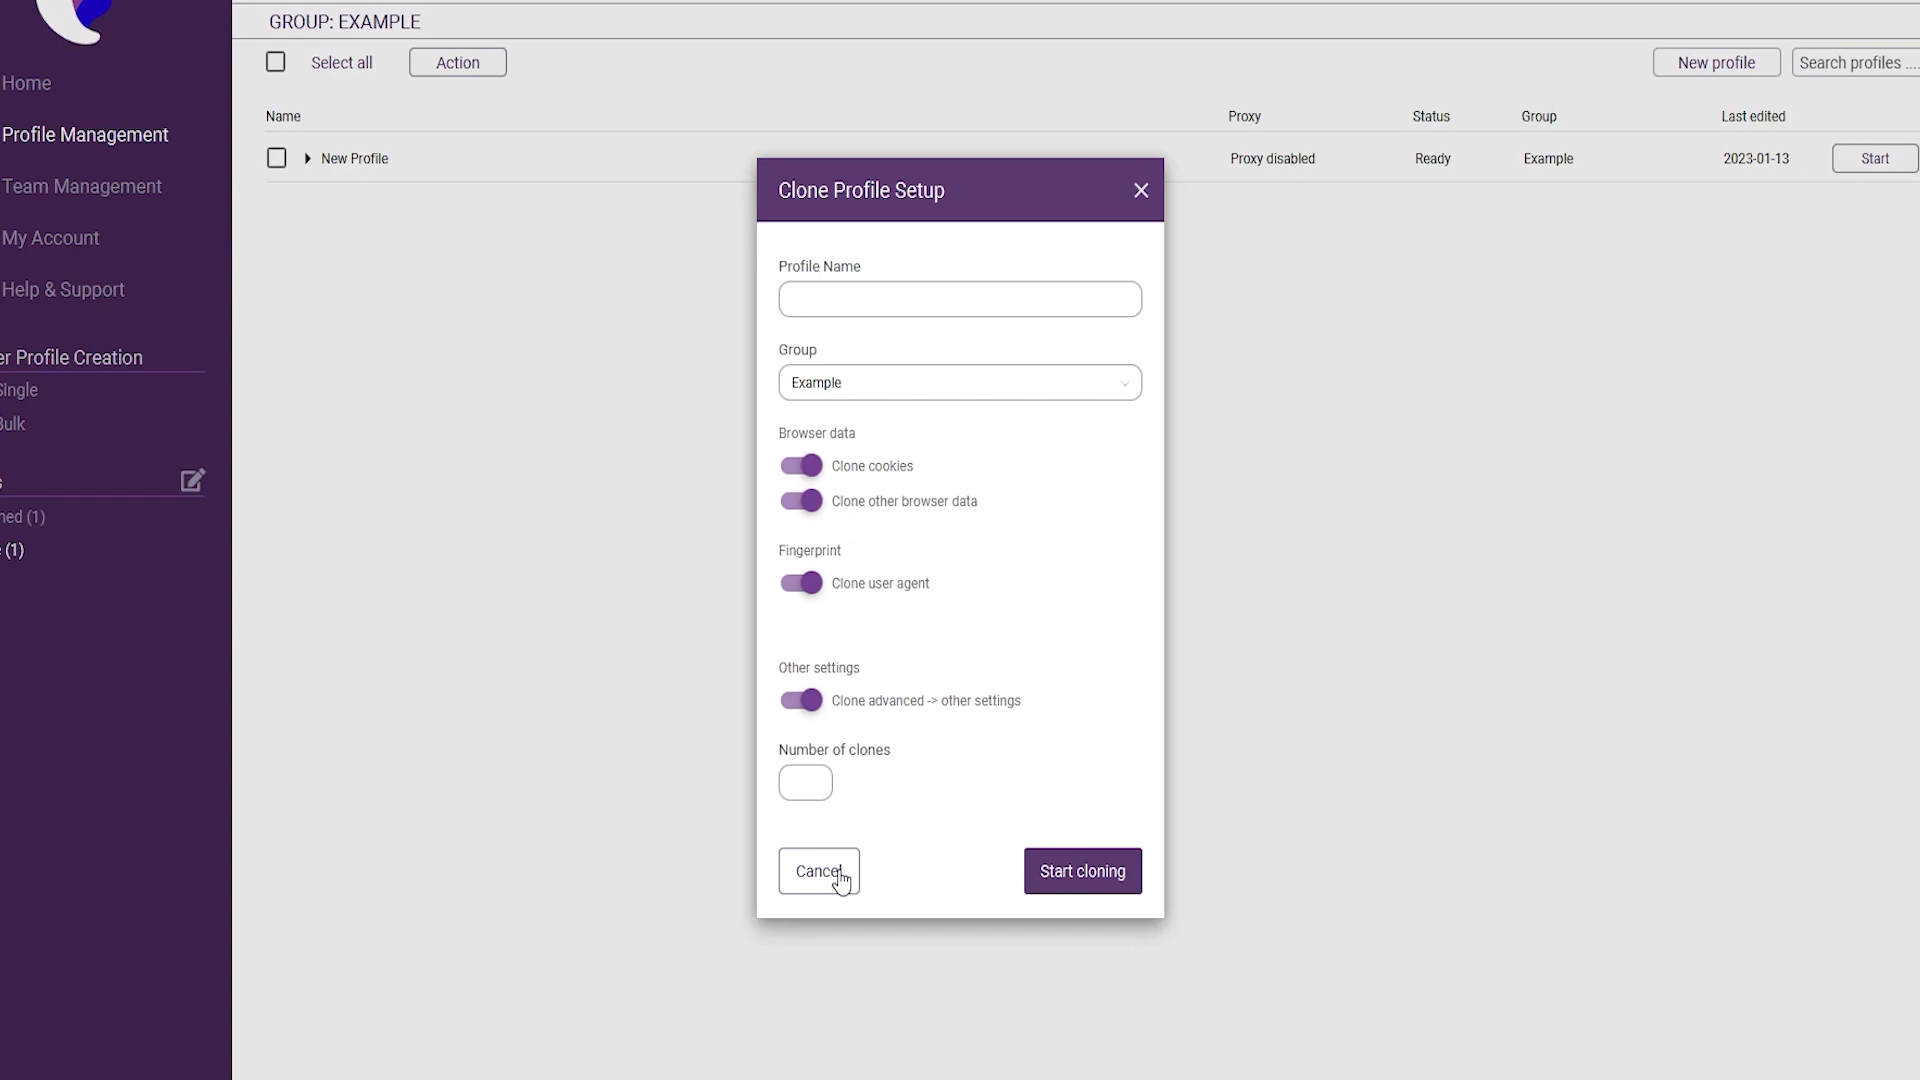 GROUP: EXAMPLE
Select all
Action
New profile
Search profiles ....
Home
Profile Management
Team Management
My Account
Help & Support
er Profile Creation
Single
Bulk
s
ned (1)
(1)
Name
Proxy
Status
Group
Last edited
New Profile
Proxy disabled
Ready
Example
2023-01-13
Start
Clone Profile Setup
Profile Name
Group
Example
Browser data
Clone cookies
Clone other browser data
Fingerprint
Clone user agent
Other settings
Clone advanced -> other settings
Number of clones
Cancel
Start cloning